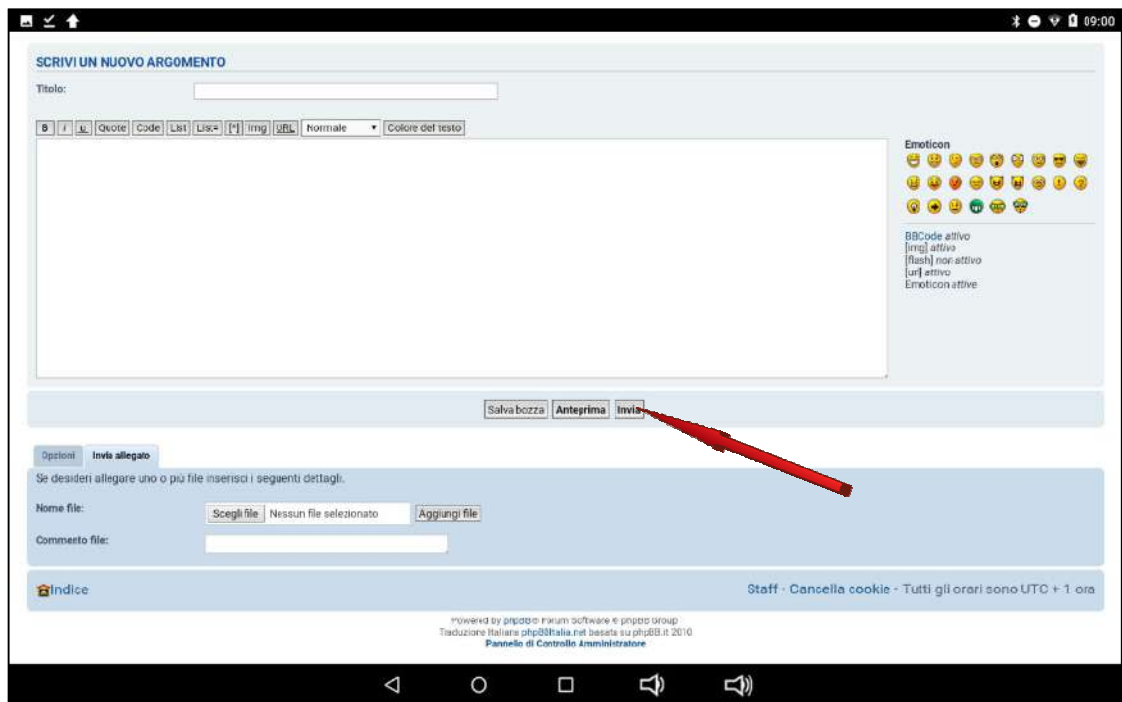 09:00
SCRIVI UN NUOVO ARGOMENTO
Titolo:
B i u Quote Code List List= [*] Img URL Normale Colore del testo
Emoticon
BBCode attivo
[img] attivo
[flash] non attivo
[url] attivo
Emoticon attive
Salva bozza Anteprima Invia
Opzioni Invia allegato
Se desideri allegare uno o più file inserisci i seguenti dettagli.
Nome file: Scegli file Nessun file selezionato Aggiungi file
Commento file:
Indice Staff - Cancella cookie - Tutti gli orari sono UTC + 1 ora
Powered by phpBB® Forum Software © phpBB Group
Traduzione Italiana phpBBItalia.net basata su phpBB.it 2010
Pannello di Controllo Amministratore